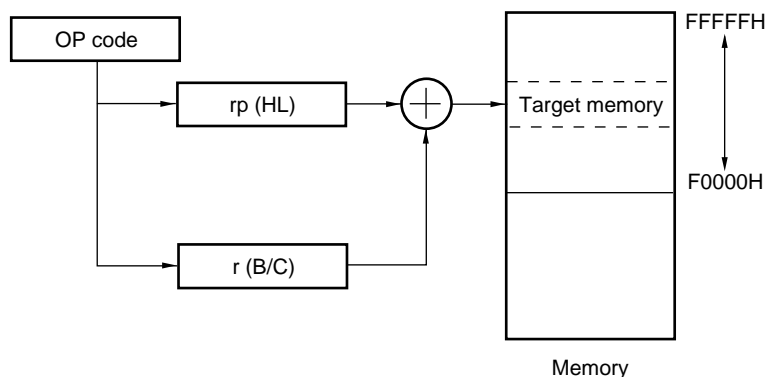 OP code
FFFFFH
rp (HL)
Target memory
F0000H
r (B/C)
Memory